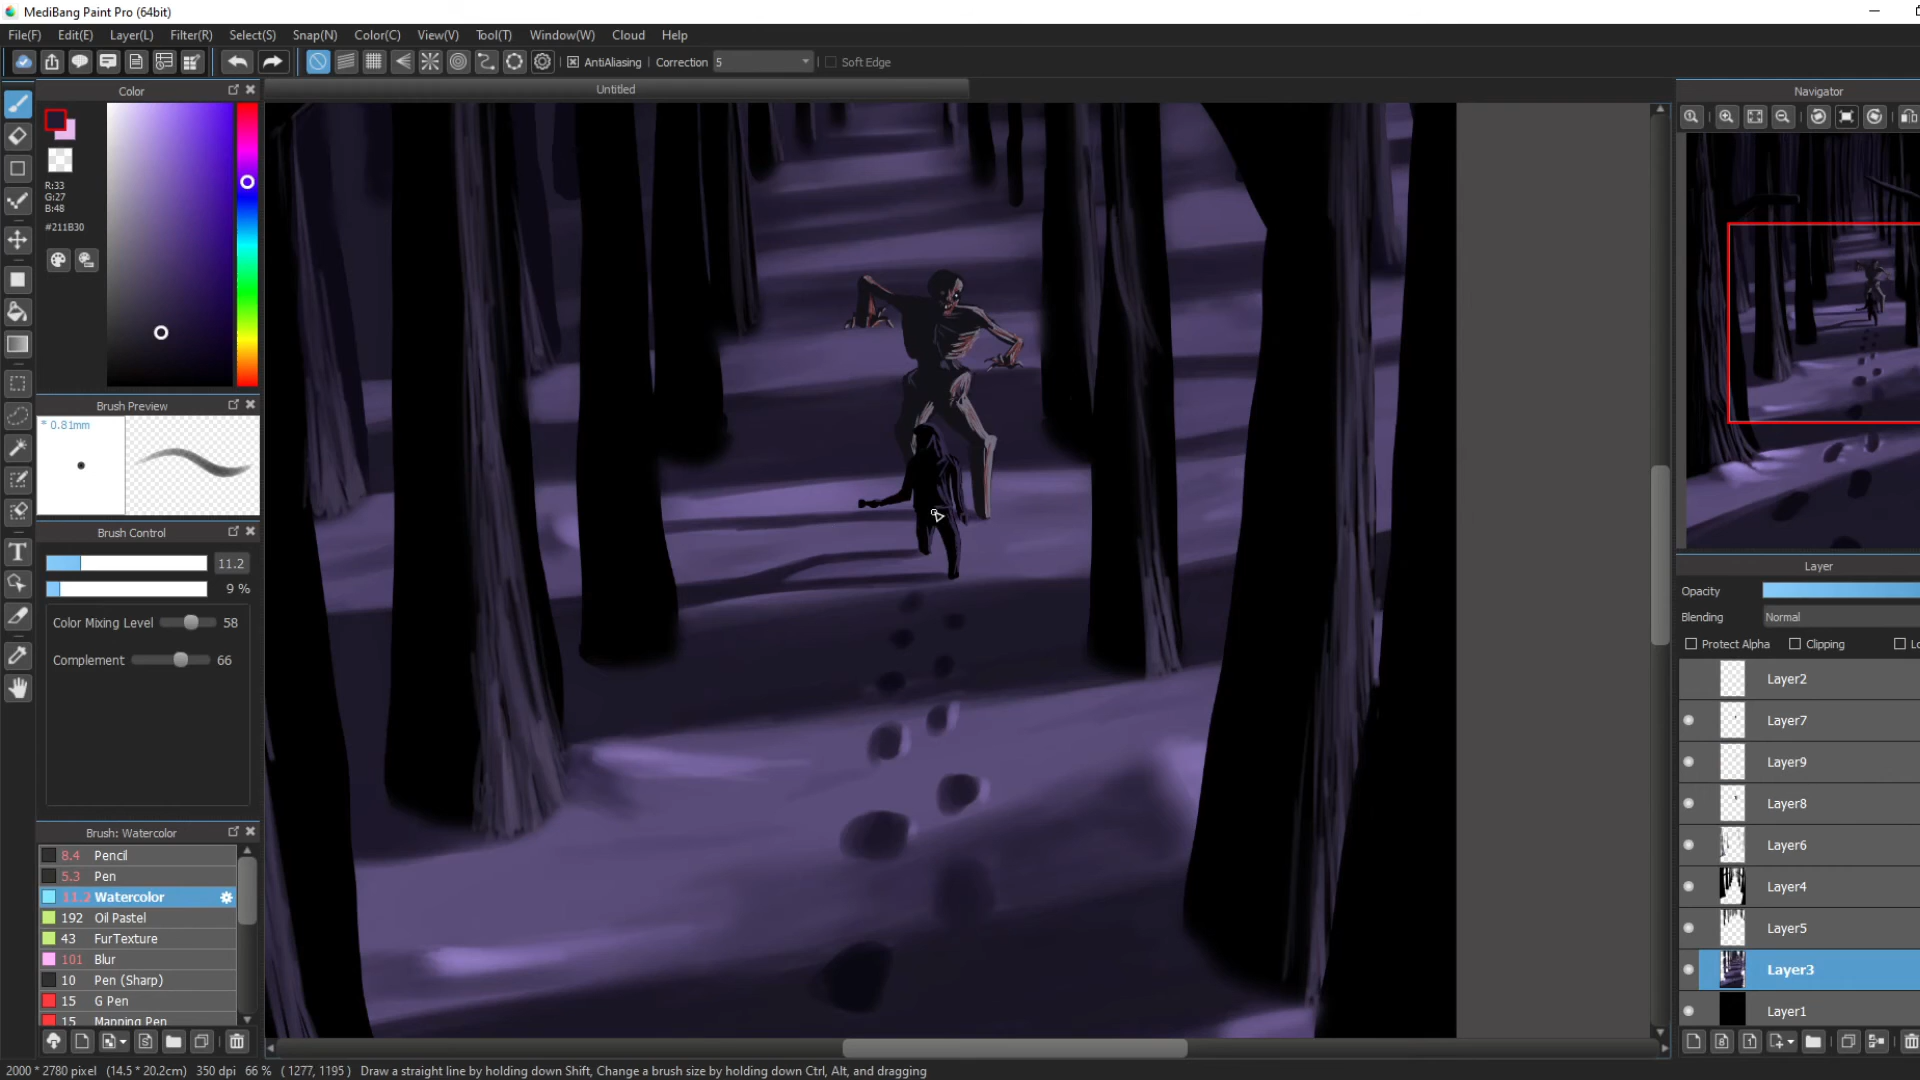 MediBang Paint Pro (64bit)
File(F) Edit(E) Layer(L) Filter(R) Select(S) Snap(N) Color(C) View(V) Tool(T) Window(W) Cloud Help
AntiAliasing Correction 5 Soft Edge
Color
Untitled
Navigator
R:33
G:27
B:48
#211B30
Brush Preview
* 0.81mm
Brush Control
11.2
9 %
Color Mixing Level 58
Complement 66
Brush: Watercolor
8.4 Pencil
5.3 Pen
11.2 Watercolor
192 Oil Pastel
43 FurTexture
101 Blur
10 Pen (Sharp)
15 G Pen
15 Mapping Pen
Layer
Opacity
Blending Normal
Protect Alpha Clipping Lo
Layer2
Layer7
Layer9
Layer8
Layer6
Layer4
Layer5
Layer3
Layer1
2000 * 2780 pixel (14.5 * 20.2cm) 350 dpi 66 % ( 1277, 1195 ) Draw a straight line by holding down Shift, Change a brush size by holding down Ctrl, Alt, and dragging